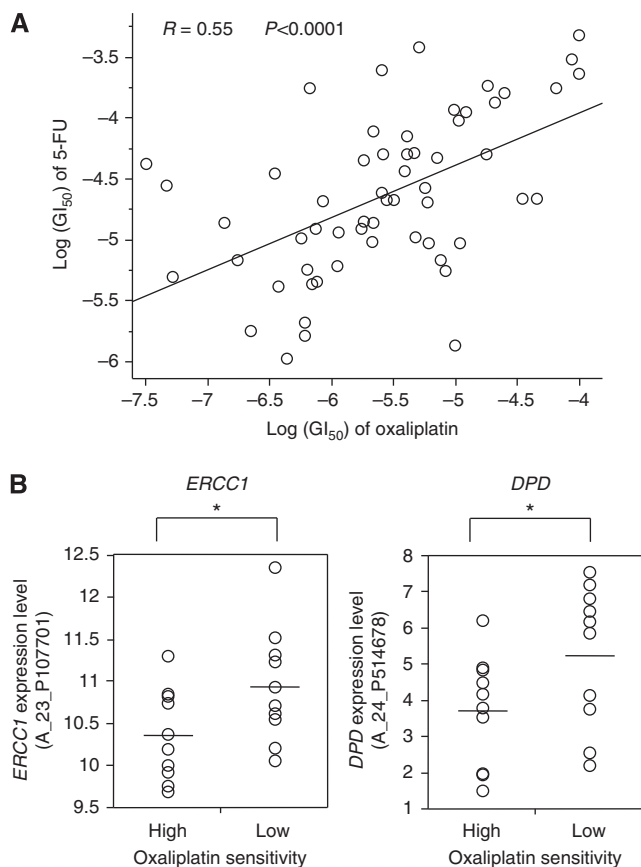 A
R = 0.55 P<0.0001
Log (GI50) of 5-FU
–3.5
–4
–4.5
–5
–5.5
–6
–7.5 –7 –6.5 –6 –5.5 –5 –4.5 –4
Log (GI50) of oxaliplatin
B
ERCC1
*
ERCC1 expression level
(A_23_P107701)
12.5
12
11.5
11
10.5
10
9.5
High Low
Oxaliplatin sensitivity
DPD
*
DPD expression level
(A_24_P514678)
8
7
6
5
4
3
2
1
High Low
Oxaliplatin sensitivity